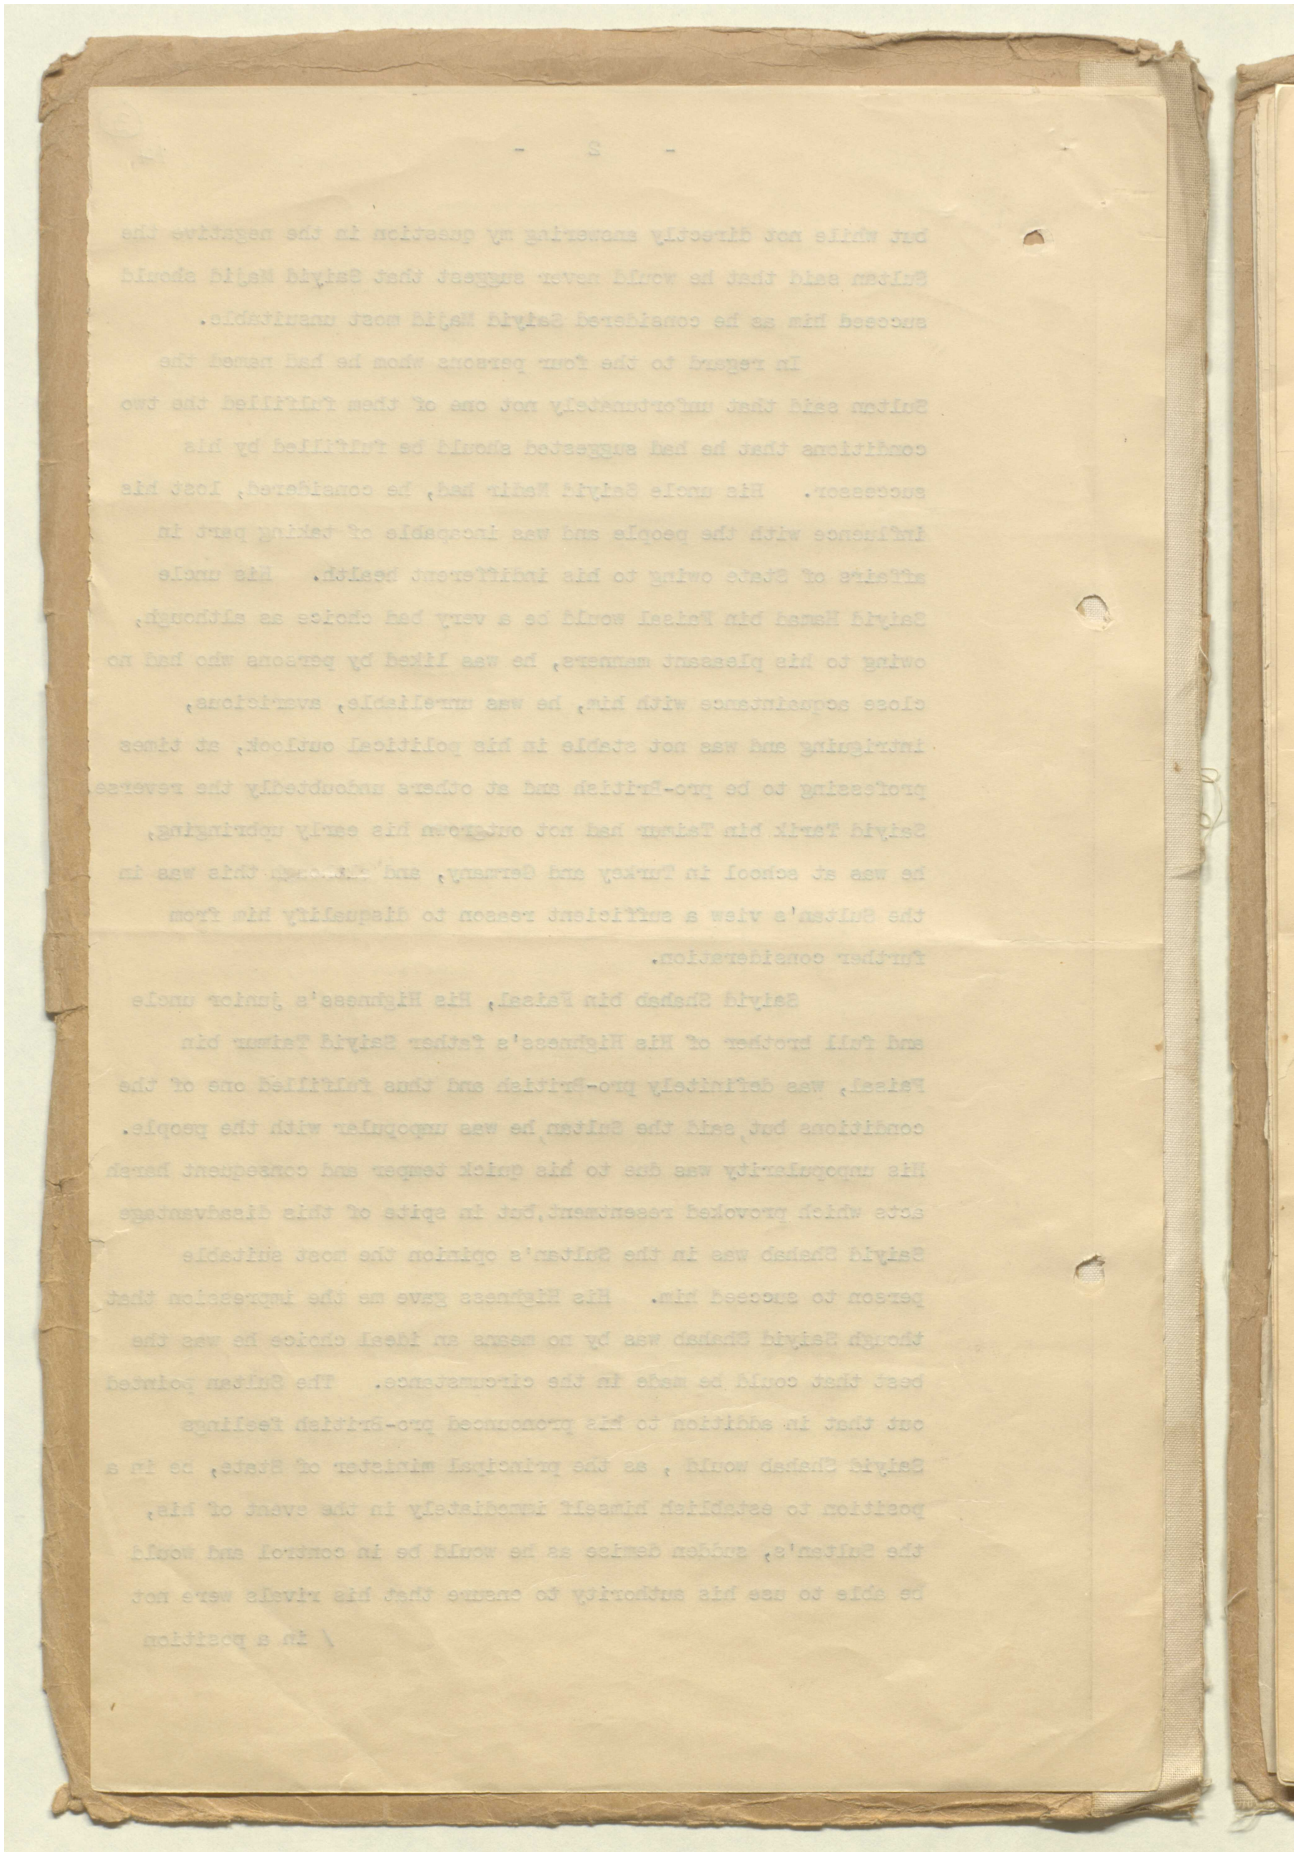 - 2 -
but while not directly answering my question in the negative the
Sultan said that he would never suggest that Saiyid Majid should
succeed him as he considered Saiyid Majid most unsuitable.
In regard to the four persons whom he had named the
Sultan said that unfortunately not one of them fulfilled the two
conditions that he had suggested should be fulfilled by his
successor. His uncle Saiyid Nadir had, he considered, lost his
influence with the people and was incapable of taking part in
affairs of State owing to his indifferent health. His uncle
Saiyid Hamad bin Faisal would be a very bad choice as although,
owing to his pleasant manners, he was liked by persons who had no
close acquaintance with him, he was unreliable, avaricious,
intriguing and was not stable in his political outlook, at times
professing to be pro-British and at others undoubtedly the reverse.
Saiyid Tarik bin Taimur had not outgrown his early upbringing,
he was at school in Turkey and Germany, and this was in
the Sultan's view a sufficient reason to disqualify him from
further consideration.
Saiyid Shahab bin Faisal, His Highness's junior uncle
and full brother of His Highness's father Saiyid Taimur bin
Faisal, was definitely pro-British and thus fulfilled one of the
conditions but, said the Sultan, he was unpopular with the people.
His unpopularity was due to his quick temper and consequent harsh
acts which provoked resentment, but in spite of this disadvantage
Saiyid Shahab was in the Sultan's opinion the most suitable
person to succeed him. His Highness gave me the impression that
though Saiyid Shahab was by no means an ideal choice he was the
best that could be made in the circumstance. The Sultan pointed
out that in addition to his pronounced pro-British feelings
Saiyid Shahab would , as the principal minister of State, be in a
position to establish himself immediately in the event of his,
the Sultan's, sudden demise as he would be in control and would
be able to use his authority to ensure that his rivals were not
/ in a position